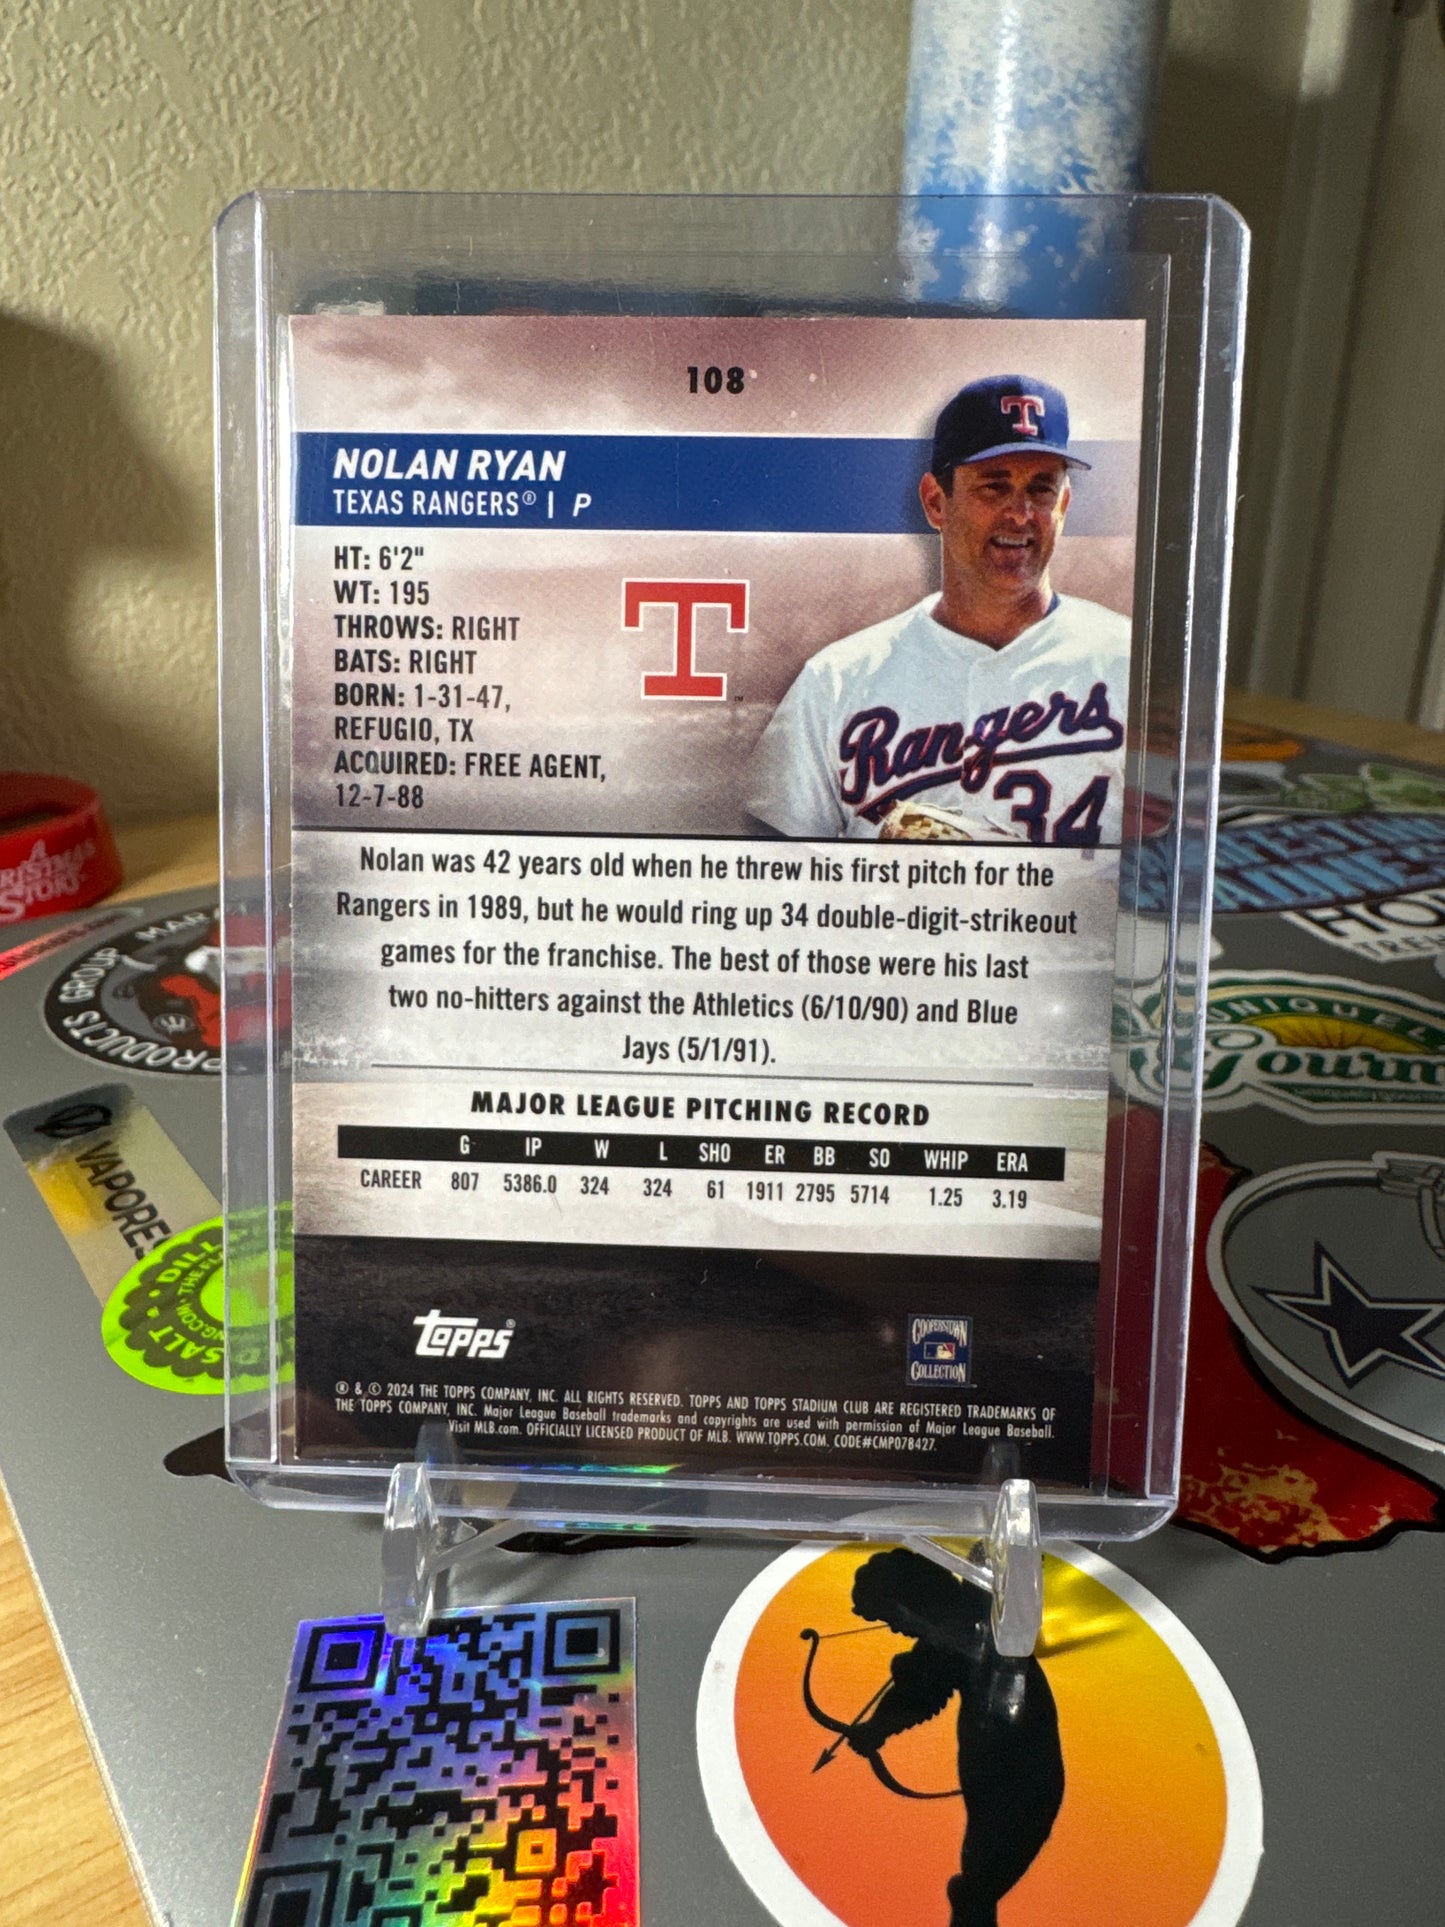 108
NOLAN RYAN
TEXAS RANGERS® | P
HT: 6'2"
WT: 195
THROWS: RIGHT
BATS: RIGHT
BORN: 1-31-47,
REFUGIO, TX
ACQUIRED: FREE AGENT,
12-7-88
T
™
T
Rangers
34
Nolan was 42 years old when he threw his first pitch for the
Rangers in 1989, but he would ring up 34 double-digit-strikeout
games for the franchise. The best of those were his last
two no-hitters against the Athletics (6/10/90) and Blue
Jays (5/1/91).
MAJOR LEAGUE PITCHING RECORD
G IP W L SHO ER BB SO WHIP ERA
CAREER 807 5386.0 324 324 61 1911 2795 5714 1.25 3.19
Topps®
COOPERSTOWN
COLLECTION
® & © 2024 THE TOPPS COMPANY, INC. ALL RIGHTS RESERVED. TOPPS AND TOPPS STADIUM CLUB ARE REGISTERED TRADEMARKS OF
THE TOPPS COMPANY, INC. Major League Baseball trademarks and copyrights are used with permission of Major League Baseball.
Visit MLB.com. OFFICIALLY LICENSED PRODUCT OF MLB. WWW.TOPPS.COM. CODE#CMP078427.
A
STORY
PRODUCTS GROUP
DILL
SALT
UNIQUEL
Gourm